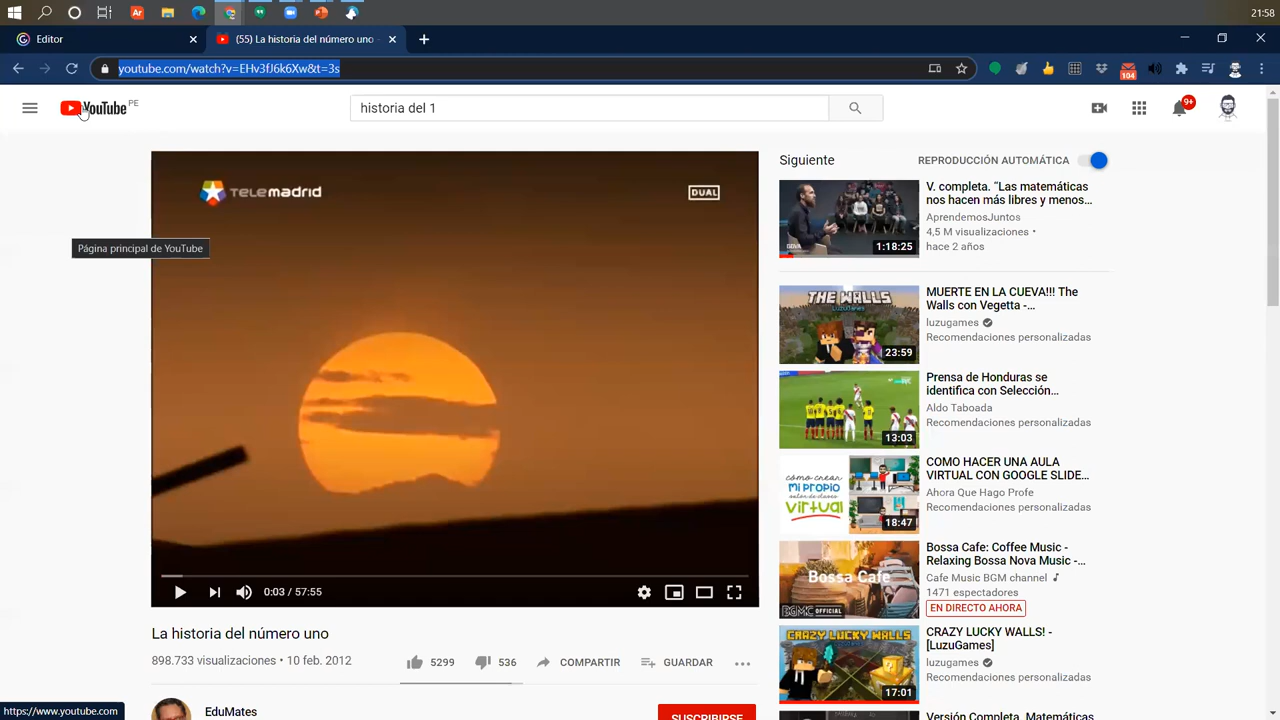 21:58
Editor
(55) La historia del número uno -
youtube.com/watch?v=EHv3fJ6k6Xw&t=3s
104
YouTube PE
historia del 1
9+
Página principal de YouTube
TELEMADRID
DUAL
0:03 / 57:55
La historia del número uno
898.733 visualizaciones • 10 feb. 2012
5299
536
COMPARTIR
GUARDAR
EduMates
SUSCRIBIRSE
https://www.youtube.com
Siguiente
REPRODUCCIÓN AUTOMÁTICA
V. completa. “Las matemáticas
nos hacen más libres y menos...
AprendemosJuntos
4,5 M visualizaciones •
hace 2 años
BBVA
1:18:25
MUERTE EN LA CUEVA!!! The
Walls con Vegetta -...
luzugames
Recomendaciones personalizadas
THE WALLS
LuzuGames
23:59
Prensa de Honduras se
identifica con Selección...
Aldo Taboada
Recomendaciones personalizadas
13:03
COMO HACER UNA AULA
VIRTUAL CON GOOGLE SLIDE...
Ahora Que Hago Profe
Recomendaciones personalizadas
cómo crear
mi propio
salón de clases
virtual
18:47
Bossa Cafe: Coffee Music -
Relaxing Bossa Nova Music -...
Cafe Music BGM channel
1471 espectadores
EN DIRECTO AHORA
Bossa Cafe
BGMC OFFICIAL
CRAZY LUCKY WALLS! -
[LuzuGames]
luzugames
Recomendaciones personalizadas
CRAZY LUCKY WALLS
17:01
Versión Completa. Matemáticas